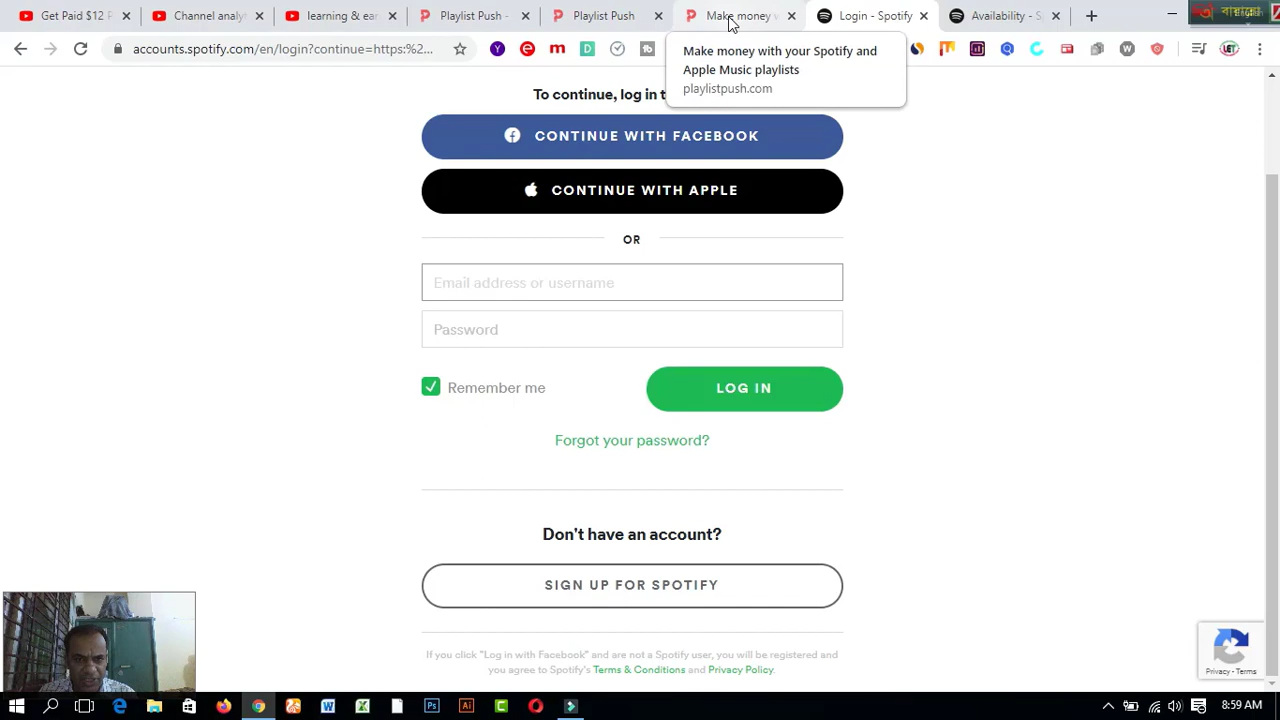 Get Paid $12 P
Channel analyt
learning & ea
Playlist Push
Playlist Push
Make money
Login - Spotify
Availability - S
accounts.spotify.com/en/login?continue=https:%2...
Make money with your Spotify and
Apple Music playlists
playlistpush.com
To continue, log in t
CONTINUE WITH FACEBOOK
CONTINUE WITH APPLE
OR
Email address or username
Password
Remember me
LOG IN
Forgot your password?
Don't have an account?
SIGN UP FOR SPOTIFY
If you click "Log in with Facebook" and are not a Spotify user, you will be registered and
you agree to Spotify's Terms & Conditions and Privacy Policy.
Privacy - Terms
8:59 AM